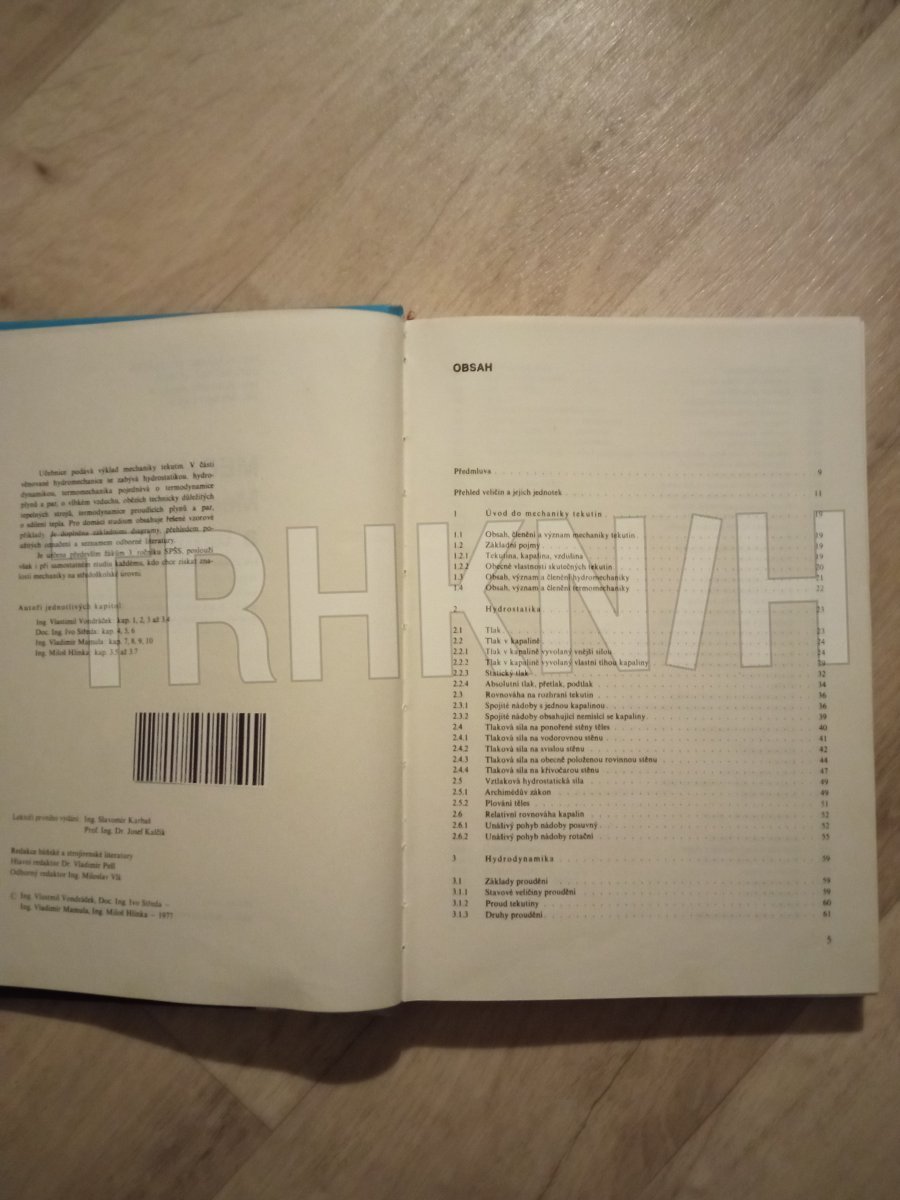 Učebnice podává výklad mechaniky tekutin. V části
věnované hydromechanice se zabývá hydrostatikou, hydro-
dynamikou, termomechanika pojednává o termodynamice
plynů a par, o vlhkém vzduchu, obězích technicky důležitých
tepelných strojů, termodynamice proudících plynů a par,
o sdílení tepla. Pro domácí studium obsahuje řešené vzorové
příklady. Je doplněna základními diagramy, přehledem po-
užitých označení a seznamem odborné literatury.
Je určena především žákům 3. ročníku SPŠS, poslouží
však i při samostatném studiu každému, kdo chce získat zna-
losti mechaniky na středoškolské úrovni.
Autoři jednotlivých kapitol:
Ing. Vlastimil Vondráček kap. 1, 2, 3 až 3.4
Doc. Ing. Ivo Středa: kap. 4, 5, 6
Ing. Vladimír Mamula kap. 7, 8, 9, 10
Ing. Miloš Hlinka: kap. 3.5 až 3.7
Lektoři prvního vydání: Ing. Slavomír Karbaš
Prof. Ing. Dr. Josef Kalčík
Redakce báňské a strojírenské literatury
Hlavní redaktor Dr. Vladimír Pešl
Odborný redaktor Ing. Miloslav Vlk
© Ing. Vlastimil Vondráček, Doc. Ing. Ivo Středa –
Ing. Vladimír Mamula, Ing. Miloš Hlinka – 1977
OBSAH
Předmluva 9
Přehled veličin a jejich jednotek 11
1 Úvod do mechaniky tekutin 19
1.1 Obsah, členění a význam mechaniky tekutin 19
1.2 Základní pojmy 19
1.2.1 Tekutina, kapalina, vzdušina 19
1.2.2 Obecné vlastnosti skutečných tekutin 20
1.3 Obsah, význam a členění hydromechaniky 21
1.4 Obsah, význam a členění termomechaniky 22
2 Hydrostatika 23
2.1 Tlak 23
2.2 Tlak v kapalině 24
2.2.1 Tlak v kapalině vyvolaný vnější silou 24
2.2.2 Tlak v kapalině vyvolaný vlastní tíhou kapaliny
2.2.3 Statický tlak 32
2.2.4 Absolutní tlak, přetlak, podtlak 34
2.3 Rovnováha na rozhraní tekutin 36
2.3.1 Spojité nádoby s jednou kapalinou 36
2.3.2 Spojité nádoby obsahující nemísící se kapaliny 39
2.4 Tlaková síla na ponořené stěny těles 40
2.4.1 Tlaková síla na vodorovnou stěnu 41
2.4.2 Tlaková síla na svislou stěnu 42
2.4.3 Tlaková síla na obecně položenou rovinnou stěnu 44
2.4.4 Tlaková síla na křivočarou stěnu 47
2.5 Vztlaková hydrostatická síla 49
2.5.1 Archimédův zákon 49
2.5.2 Plování těles 51
2.6 Relativní rovnováha kapalin 52
2.6.1 Unášivý pohyb nádoby posuvný 52
2.6.2 Unášivý pohyb nádoby rotační 55
3 Hydrodynamika 59
3.1 Základy proudění 59
3.1.1 Stavové veličiny proudění 59
3.1.2 Proud tekutiny 60
3.1.3 Druhy proudění 61
5
TRHKNIH